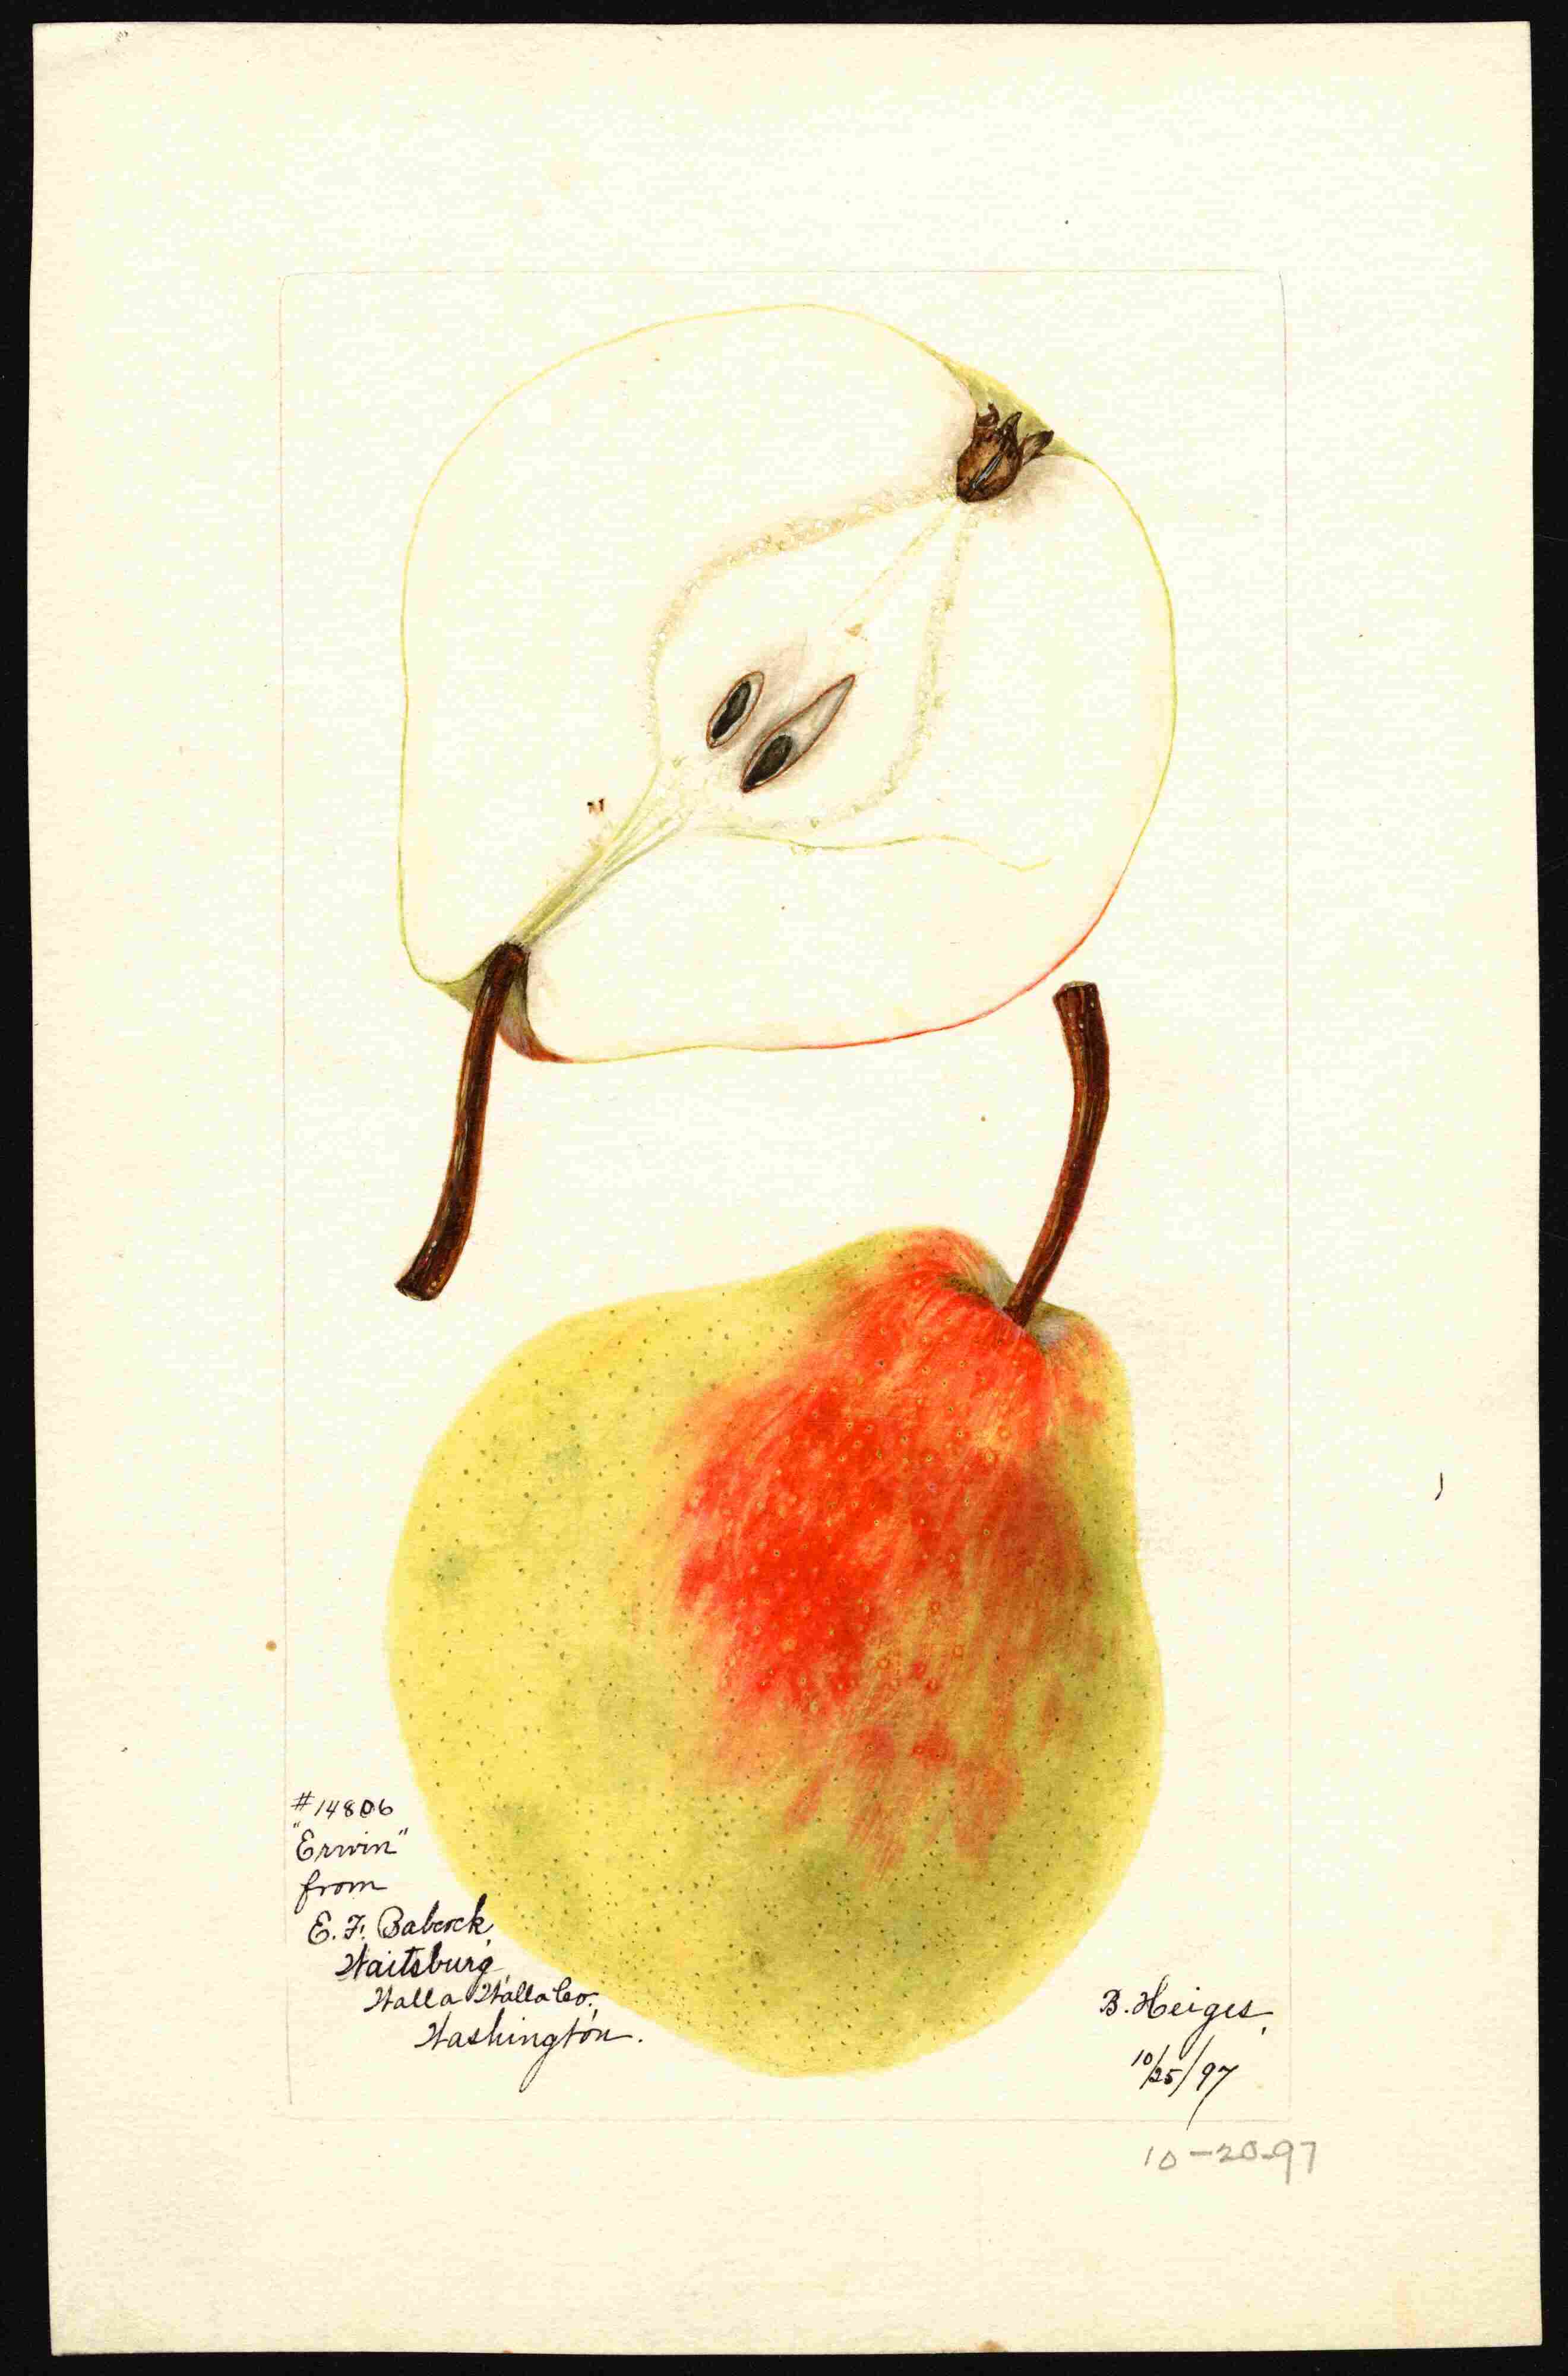 #14806
"Erwin"
from
E. F. Babcock,
Waitsburg,
Walla Walla Co.,
Washington.
B. Heiges.
10/25/97
10-20-97